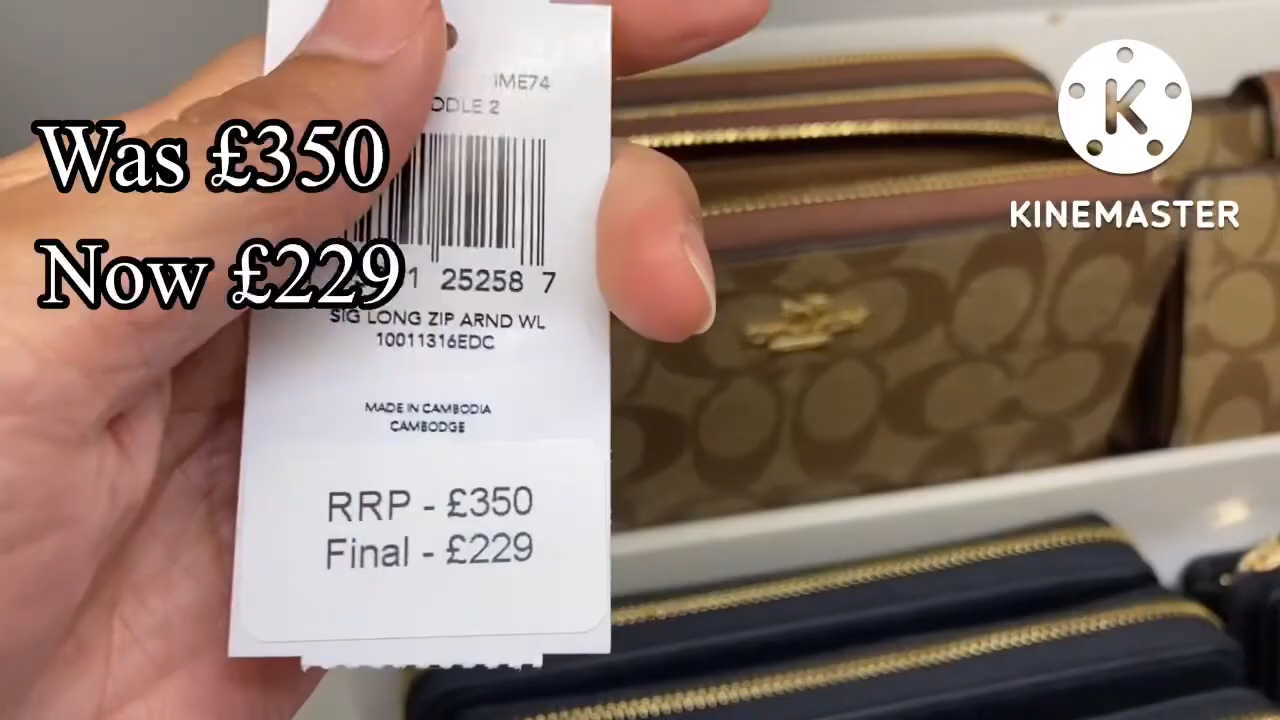 IME74
DDLE 2
Was £350
Now £229
1 25258 7
SIG LONG ZIP ARND WL
10011316EDC
MADE IN CAMBODIA
CAMBODGE
RRP - £350
Final - £229
K
KINEMASTER